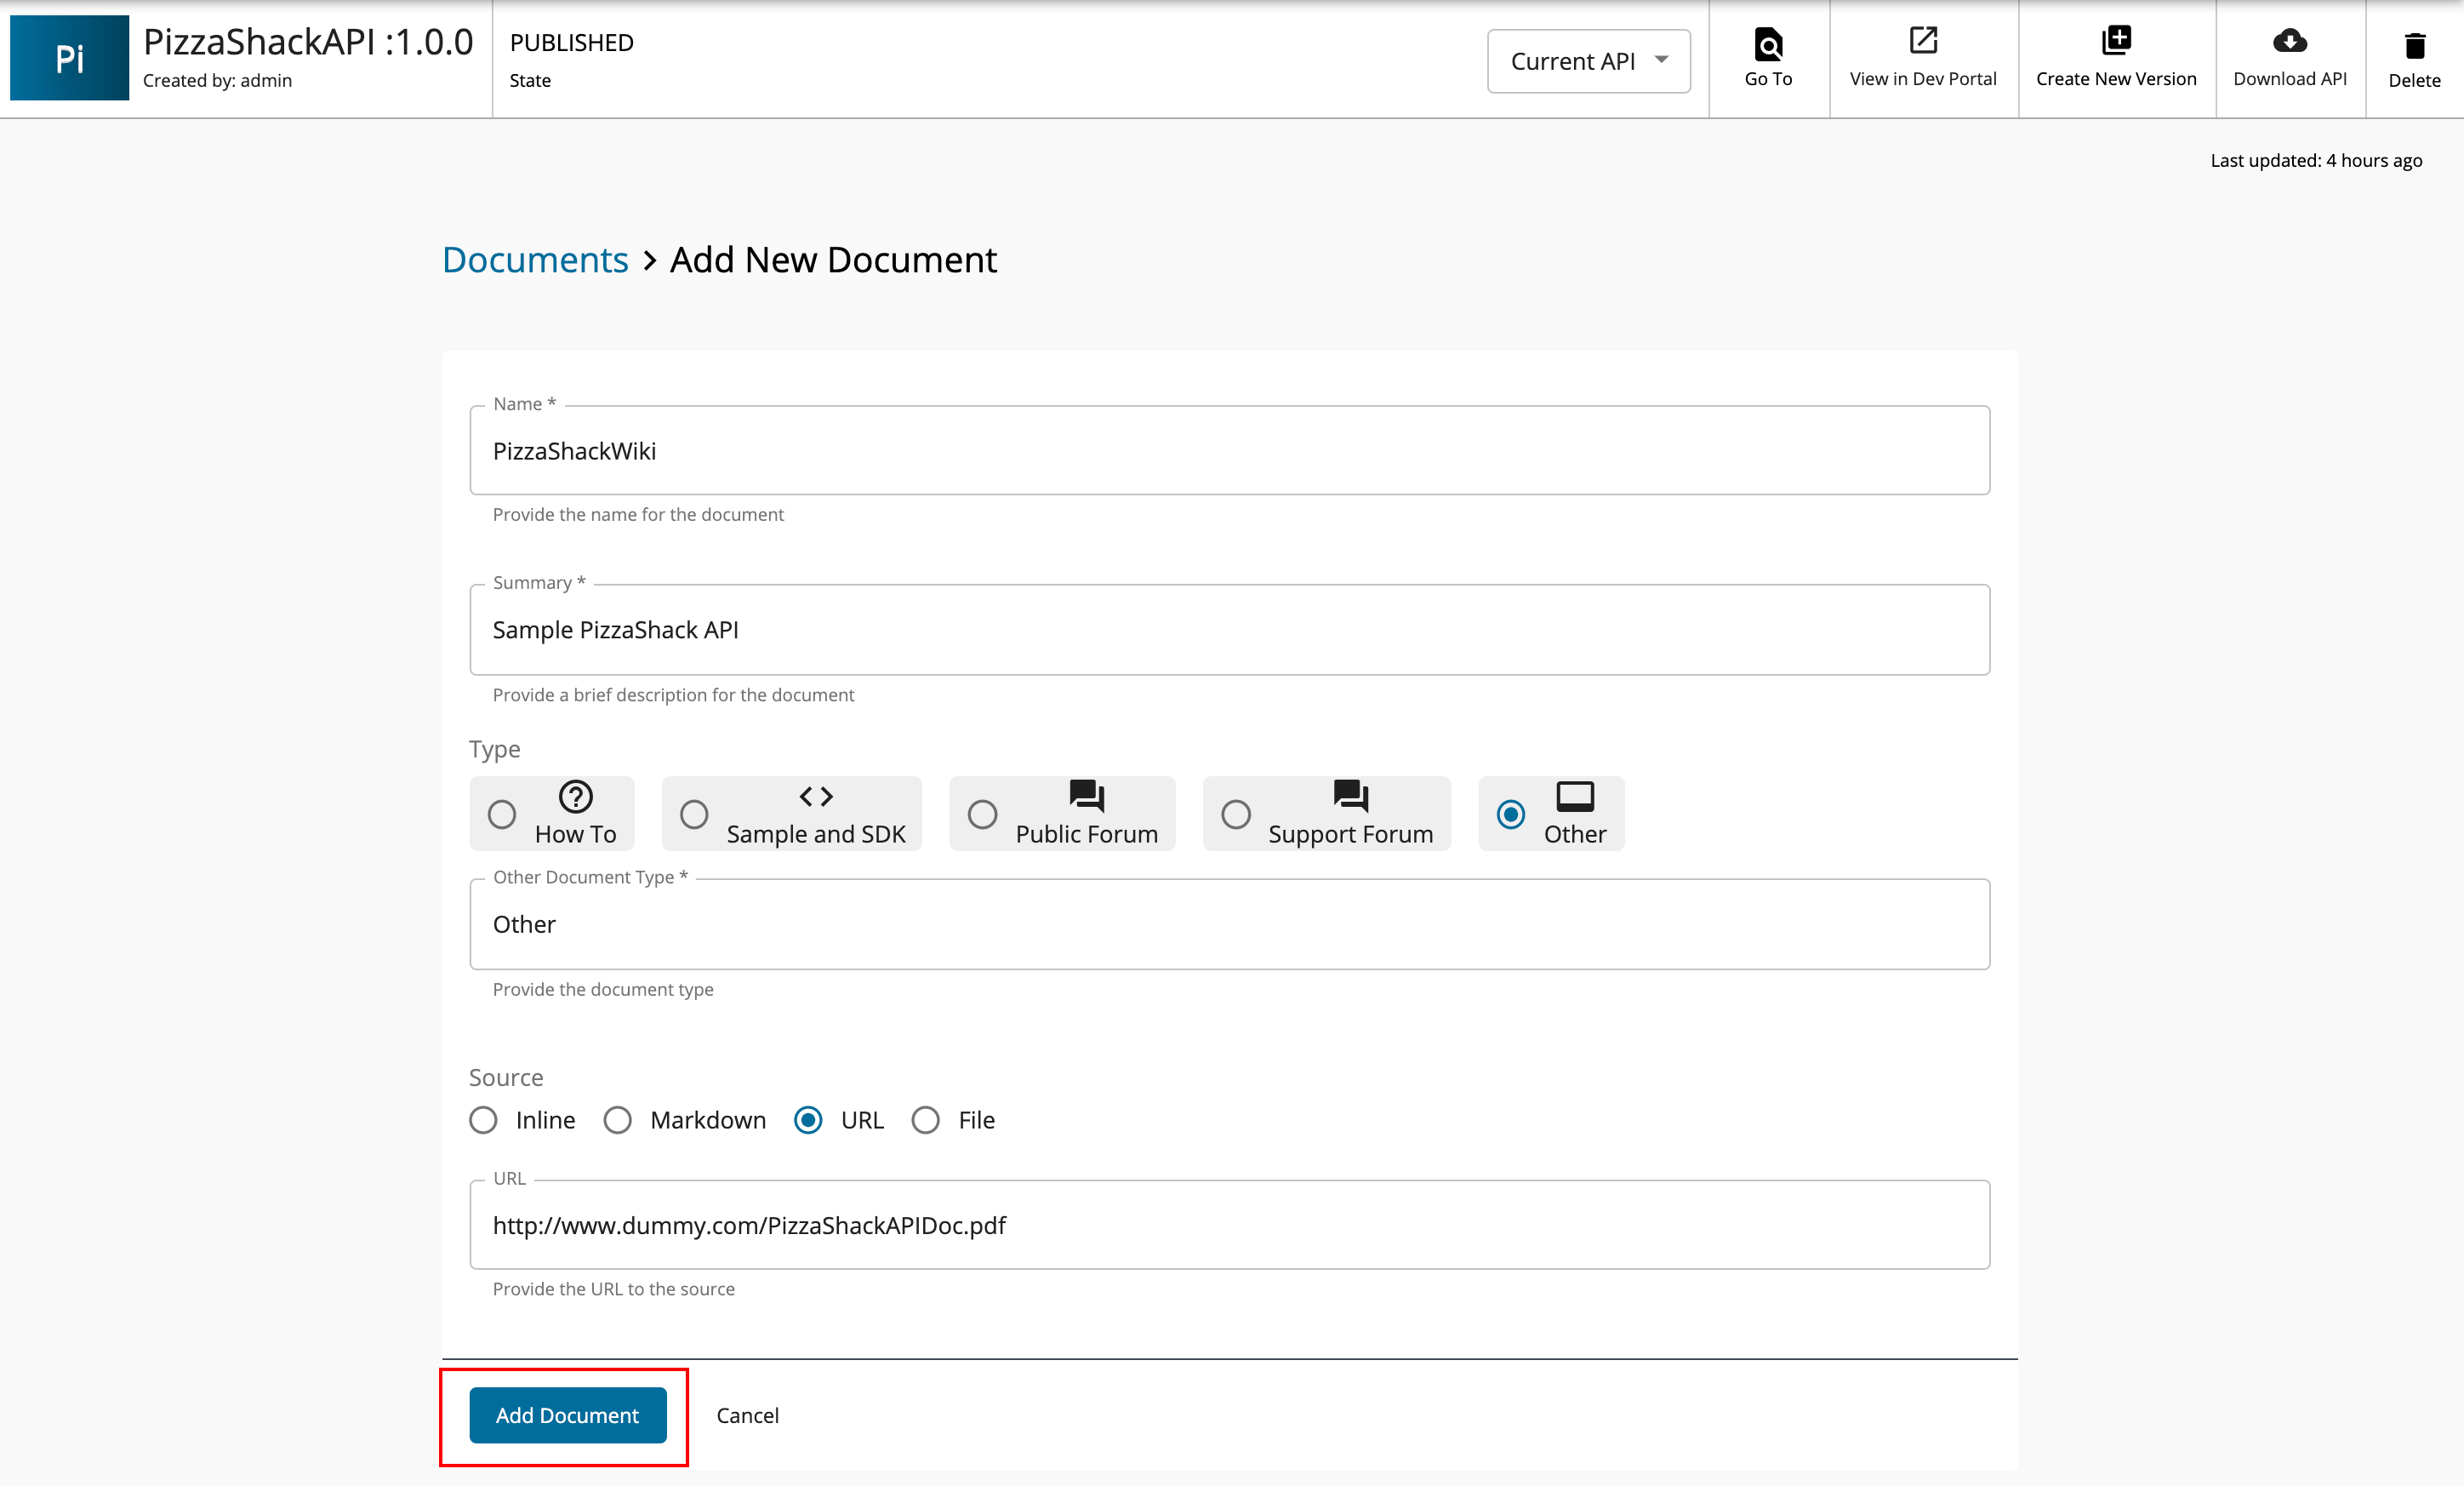 Pi
PizzaShackAPI :1.0.0
Created by: admin
PUBLISHED
State
Current API
Go To
View in Dev Portal
Create New Version
Download API
Delete
Last updated: 4 hours ago
Documents > Add New Document
Name *
PizzaShackWiki
Provide the name for the document
Summary *
Sample PizzaShack API
Provide a brief description for the document
Type
How To
Sample and SDK
Public Forum
Support Forum
Other
Other Document Type *
Other
Provide the document type
Source
Inline Markdown URL File
URL
http://www.dummy.com/PizzaShackAPIDoc.pdf
Provide the URL to the source
Add Document Cancel